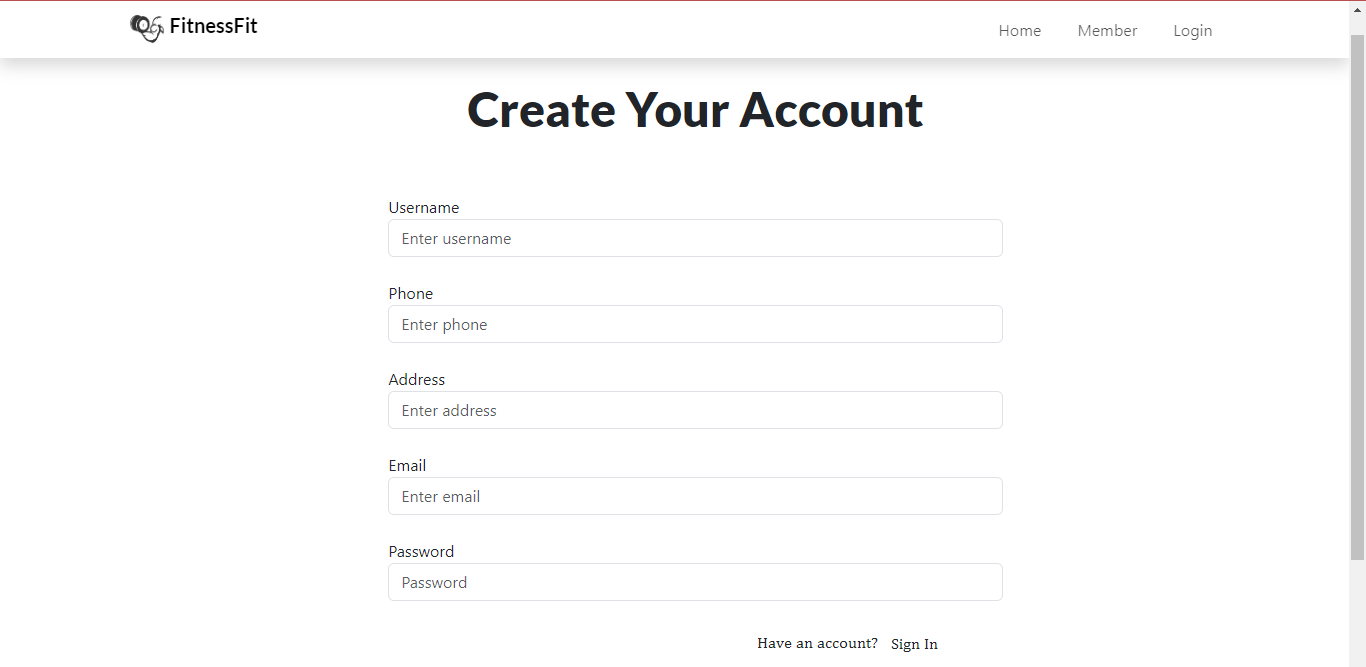 FitnessFit
Home Member Login
Create Your Account
Username
Enter username
Phone
Enter phone
Address
Enter address
Email
Enter email
Password
Password
Have an account? Sign In